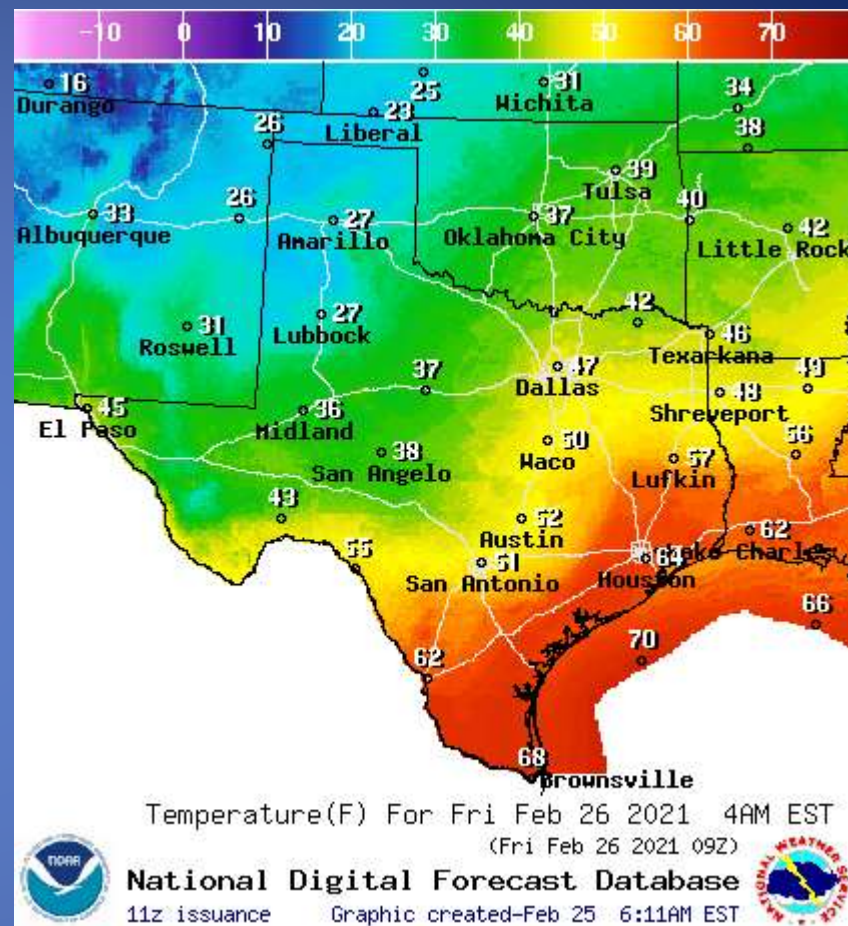 -10 0 10 20 30 40 50 60 70
16
Durango
25
31
Wichita
34
23
Liberal
38
26
39
Tulsa
33
Albuquerque
26
27
Amarillo
37
Oklahoma City
40
42
Little Rock
31
Roswell
27
Lubbock
42
46
Texarkana
47
Dallas
37
48
Shreveport
49
45
El Paso
36
Midland
38
San Angelo
50
Waco
57
Lufkin
56
43
52
Austin
62
Lake Charles
55
51
San Antonio
64
Houston
66
70
62
68
Brownsville
Temperature(F) For Fri Feb 26 2021 4AM EST
(Fri Feb 26 2021 09Z)
NOAA
National Digital Forecast Database
11z issuance Graphic created-Feb 25 6:11AM EST
NATIONAL WEATHER SERVICE